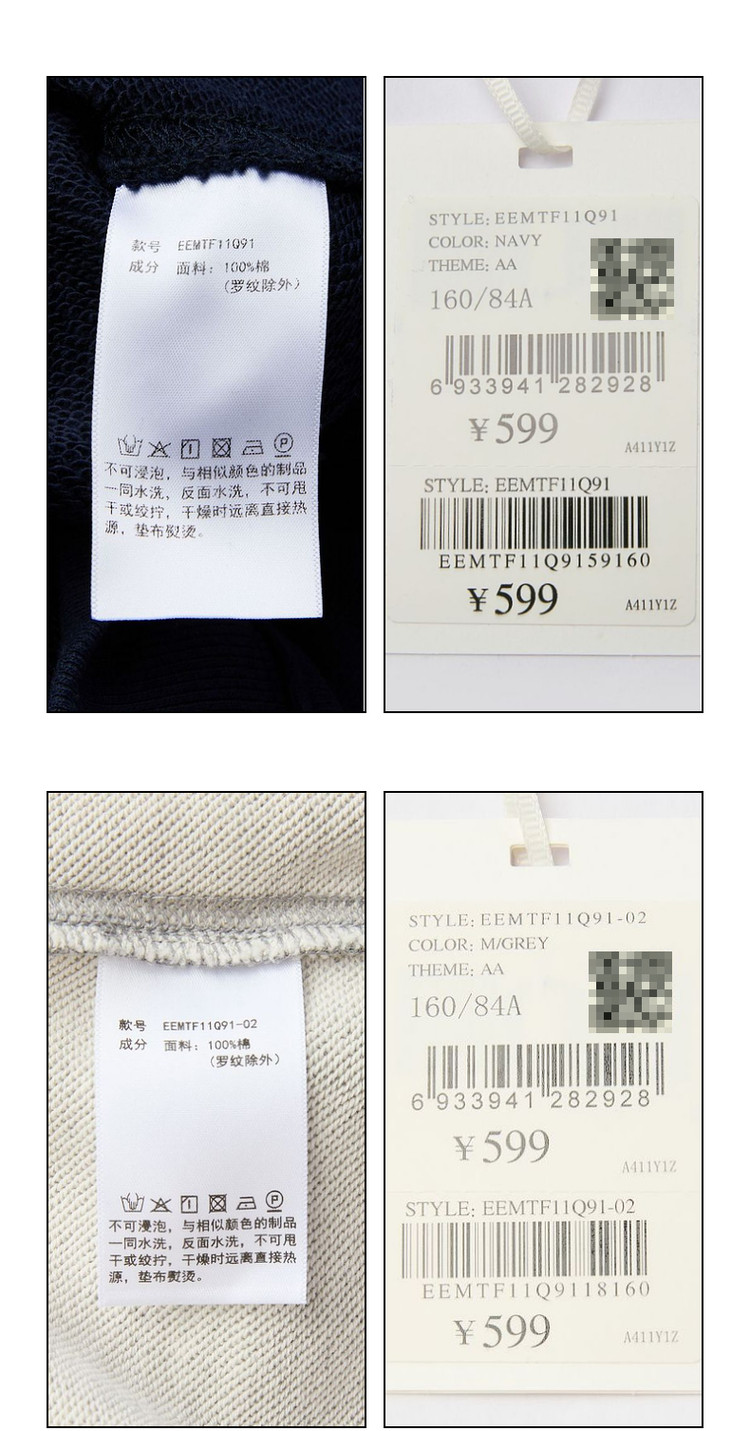 款号 EEMTF11Q91
成分 面料：100%棉
（罗纹除外）
不可浸泡，与相似颜色的制品
一同水洗，反面水洗，不可甩
干或绞拧，干燥时远离直接热
源，垫布熨烫。
STYLE: EEMTF11Q91
COLOR: NAVY
THEME: AA
160/84A
6 933941 282928
¥599
A411Y1Z
STYLE: EEMTF11Q91
EEMTF11Q9159160
¥599
A411Y1Z
款号 EEMTF11Q91-02
成分 面料：100%棉
（罗纹除外）
不可浸泡，与相似颜色的制品
一同水洗，反面水洗，不可甩
干或绞拧，干燥时远离直接热
源，垫布熨烫。
STYLE: EEMTF11Q91-02
COLOR: M/GREY
THEME: AA
160/84A
6 933941 282928
¥599
A411Y1Z
STYLE: EEMTF11Q91-02
EEMTF11Q9118160
¥599
A411Y1Z